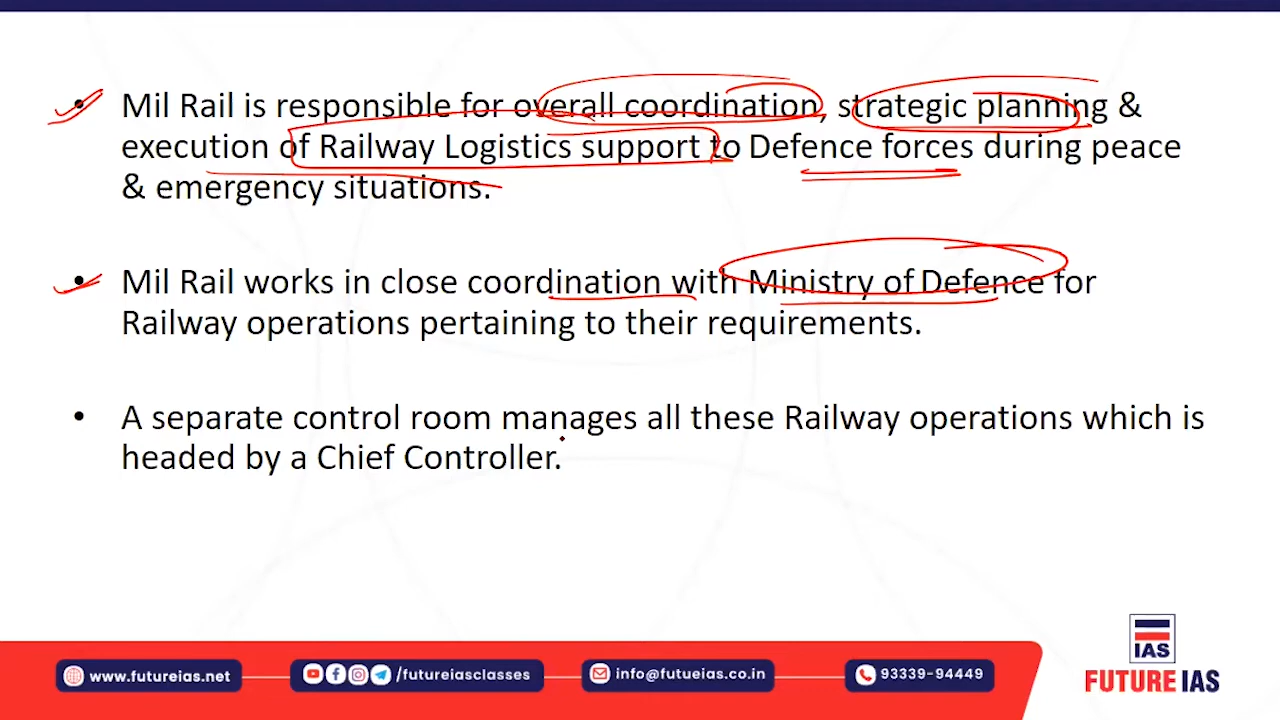 • Mil Rail is responsible for overall coordination, strategic planning &
execution of Railway Logistics support to Defence forces during peace
& emergency situations.
• Mil Rail works in close coordination with Ministry of Defence for
Railway operations pertaining to their requirements.
• A separate control room manages all these Railway operations which is
headed by a Chief Controller.
IAS
www.futureias.net
/futureiasclasses
info@futueias.co.in
93339-94449
FUTURE IAS